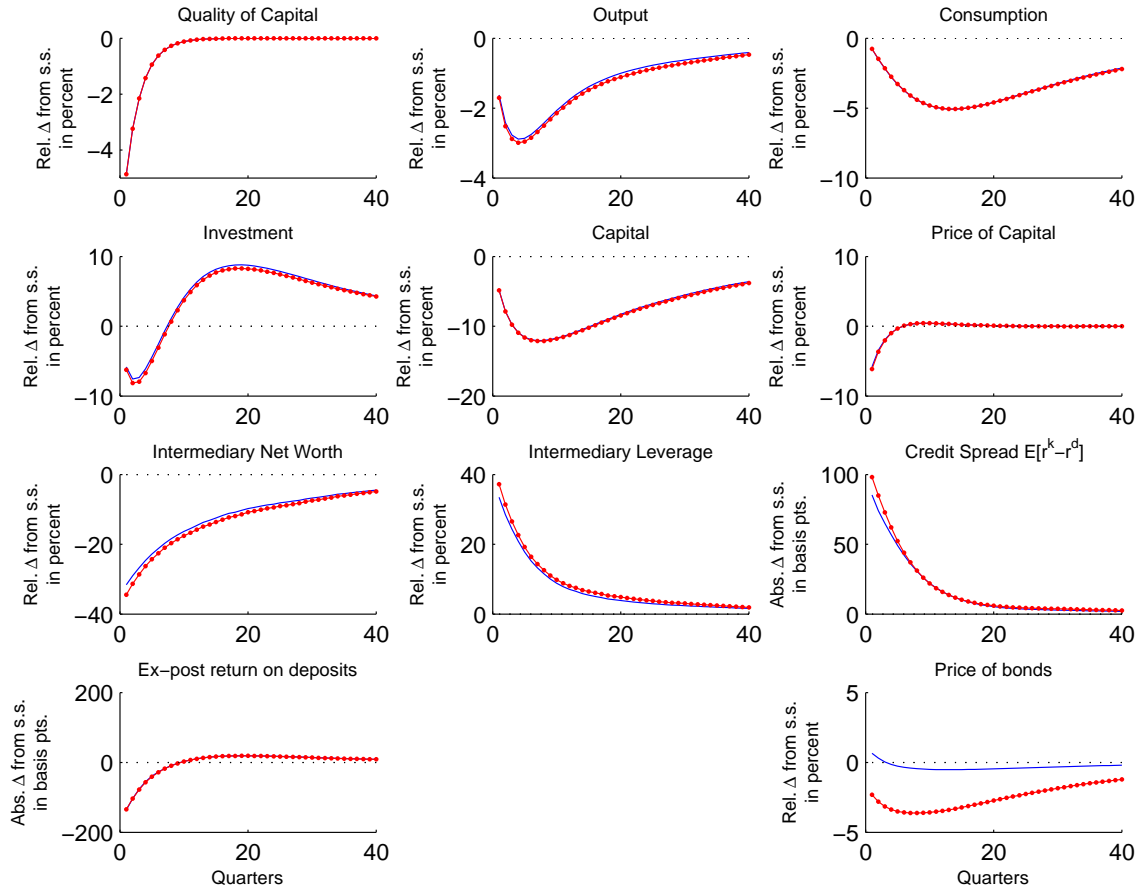 Quality of Capital
Rel. Δ from s.s.
in percent
0
−2
−4
0
20
40
Output
Rel. Δ from s.s.
in percent
0
−2
−4
0
20
40
Consumption
Rel. Δ from s.s.
in percent
0
−5
−10
0
20
40
Investment
Rel. Δ from s.s.
in percent
10
0
−10
0
20
40
Capital
Rel. Δ from s.s.
in percent
0
−10
−20
0
20
40
Price of Capital
Rel. Δ from s.s.
in percent
10
0
−10
0
20
40
Intermediary Net Worth
Rel. Δ from s.s.
in percent
0
−20
−40
0
20
40
Intermediary Leverage
Rel. Δ from s.s.
in percent
40
20
0
0
20
40
Credit Spread E[r^k−r^d]
Abs. Δ from s.s.
in basis pts.
100
50
0
0
20
40
Ex−post return on deposits
Abs. Δ from s.s.
in basis pts.
200
0
−200
0
20
40
Quarters
Price of bonds
Rel. Δ from s.s.
in percent
5
0
−5
0
20
40
Quarters